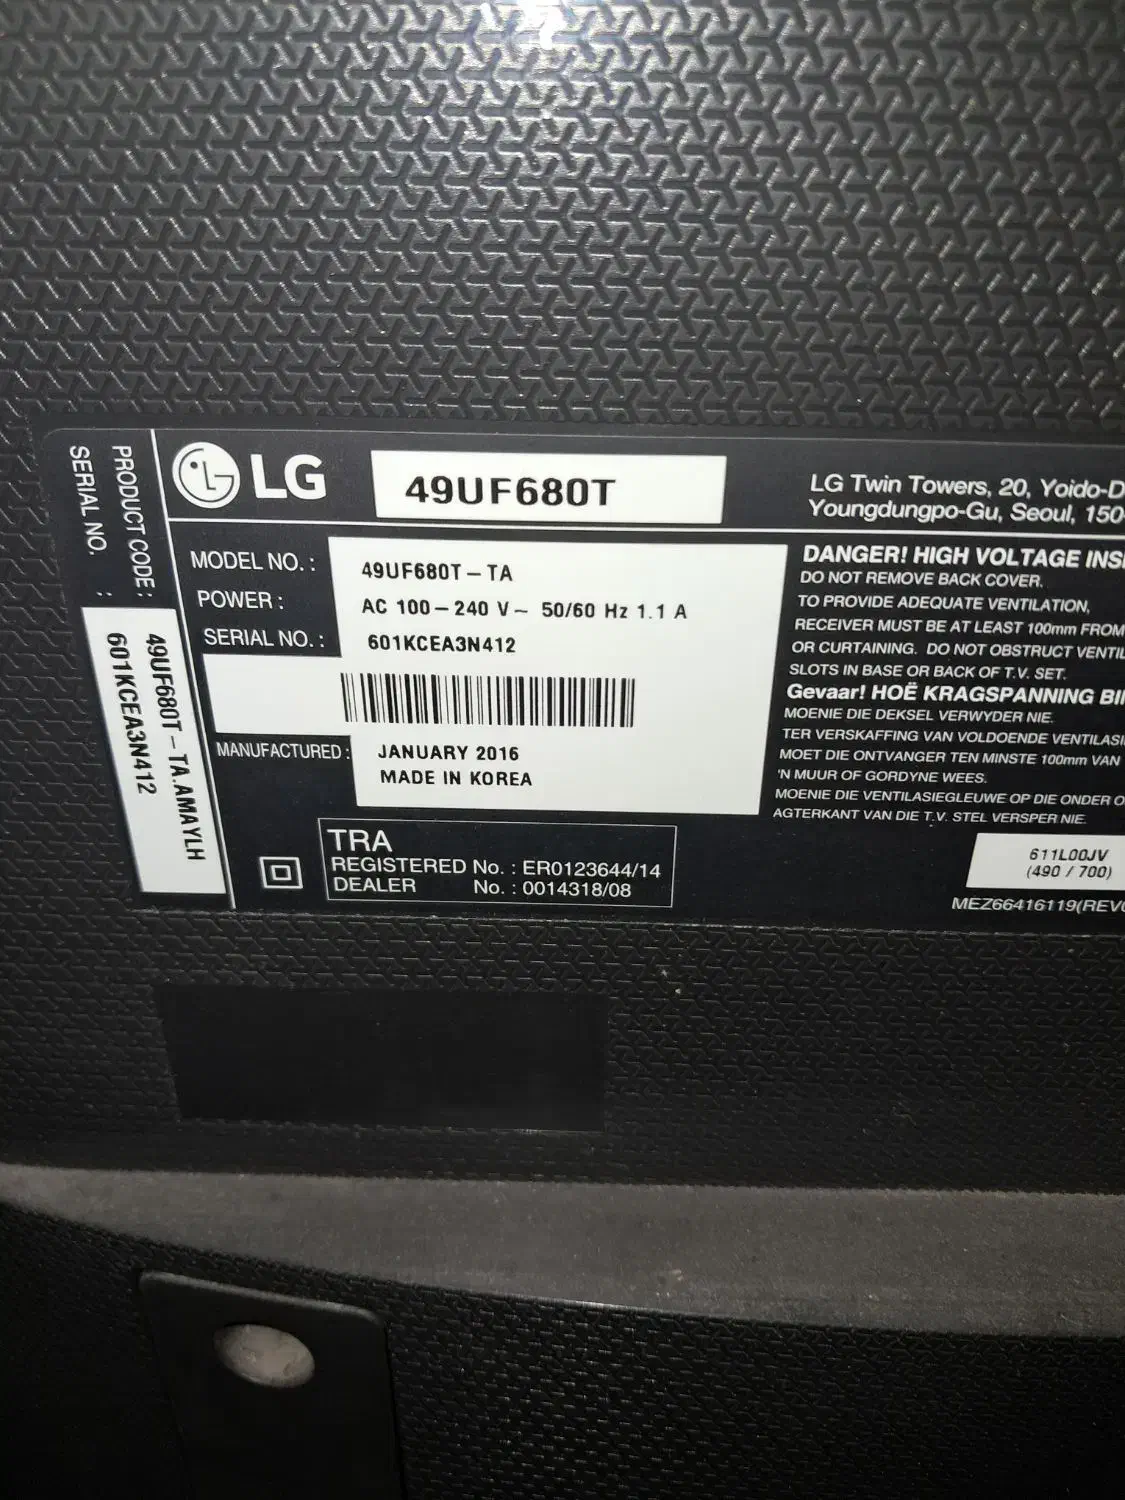 PRODUCT CODE :
SERIAL NO. :
49UF680T-TA.AMAYLH
601KCEA3N412
LG
49UF680T
LG Twin Towers, 20, Yoido-D
Youngdungpo-Gu, Seoul, 150-
MODEL NO. : 49UF680T-TA
POWER : AC 100-240 V~ 50/60 Hz 1.1 A
SERIAL NO. : 601KCEA3N412
MANUFACTURED : JANUARY 2016
MADE IN KOREA
TRA
REGISTERED No. : ER0123644/14
DEALER No. : 0014318/08
DANGER! HIGH VOLTAGE INS
DO NOT REMOVE BACK COVER.
TO PROVIDE ADEQUATE VENTILATION,
RECEIVER MUST BE AT LEAST 100mm FROM
OR CURTAINING. DO NOT OBSTRUCT VENTIL
SLOTS IN BASE OR BACK OF T.V. SET.
Gevaar! HOË KRAGSPANNING BI
MOENIE DIE DEKSEL VERWYDER NIE.
TER VERSKAFFING VAN VOLDOENDE VENTILASI
MOET DIE ONTVANGER TEN MINSTE 100mm VAN
'N MUUR OF GORDYNE WEES.
MOENIE DIE VENTILASIEGLEUWE OP DIE ONDER O
AGTERKANT VAN DIE T.V. STEL VERSPER NIE.
611L00JV
(490 / 700)
MEZ66416119(REV0